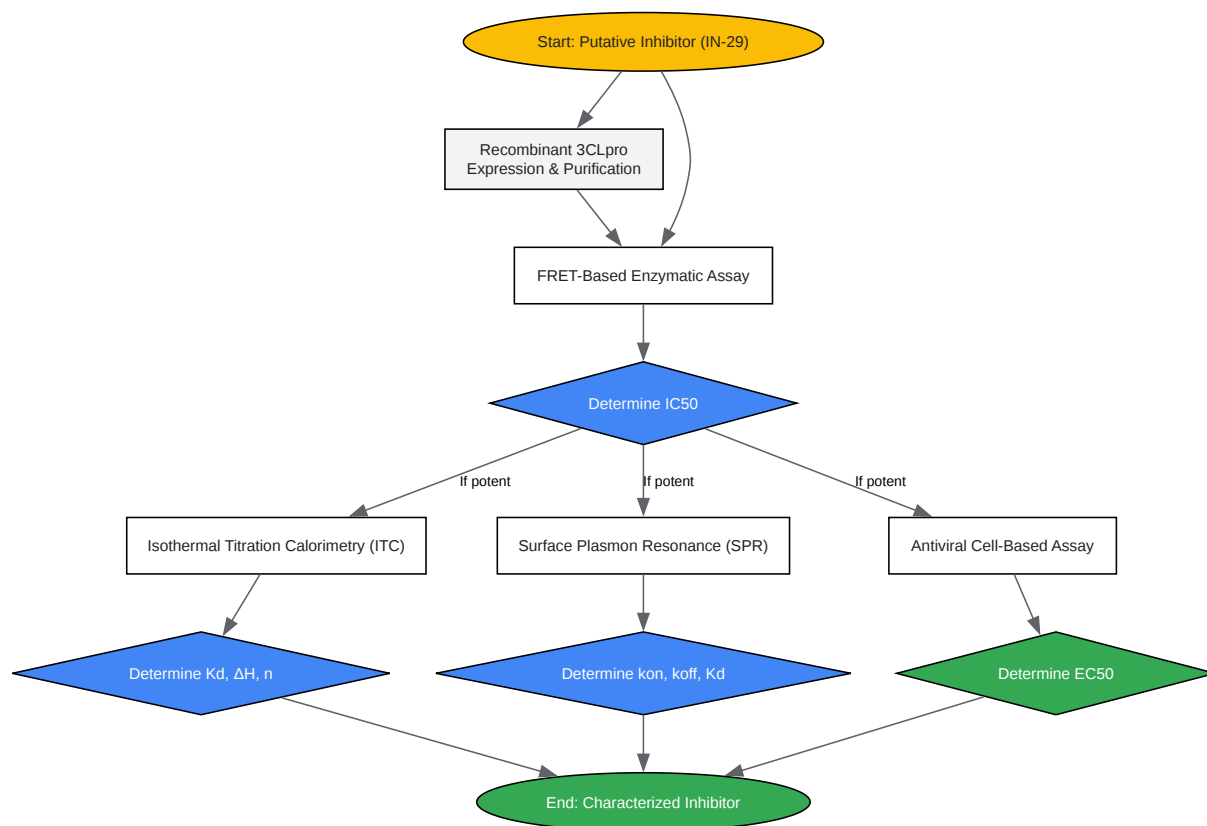 Start: Putative Inhibitor (IN-29)
Recombinant 3CLpro
Expression & Purification
FRET-Based Enzymatic Assay
Determine IC50
If potent
If potent
If potent
Isothermal Titration Calorimetry (ITC)
Surface Plasmon Resonance (SPR)
Antiviral Cell-Based Assay
Determine Kd, ΔH, n
Determine kon, koff, Kd
Determine EC50
End: Characterized Inhibitor